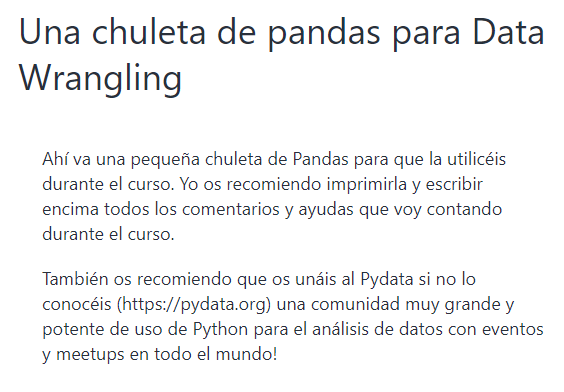 Una chuleta de pandas para Data
Wrangling
Ahí va una pequeña chuleta de Pandas para que la utilicéis
durante el curso. Yo os recomiendo imprimirla y escribir
encima todos los comentarios y ayudas que voy contando
durante el curso.
También os recomiendo que os unáis al Pydata si no lo
conocéis (https://pydata.org) una comunidad muy grande y
potente de uso de Python para el análisis de datos con eventos
y meetups en todo el mundo!